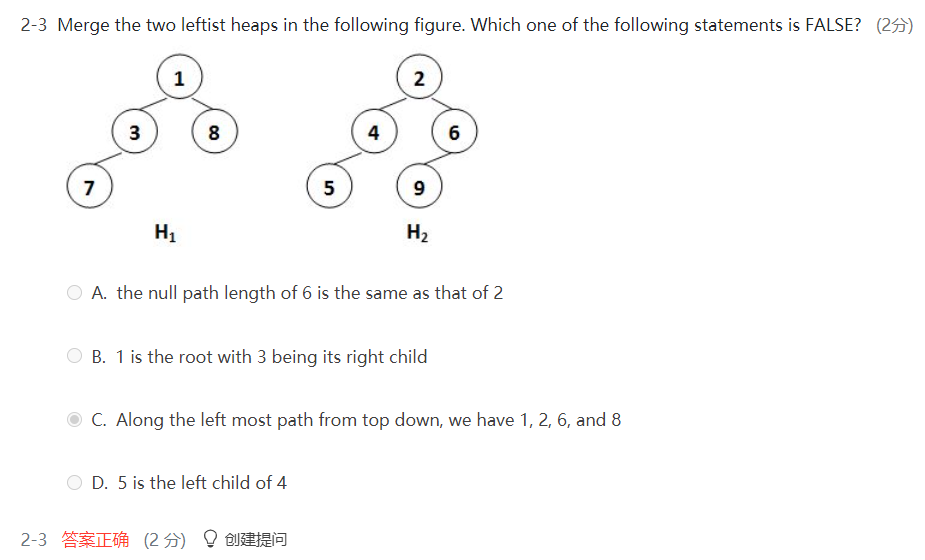 2-3 Merge the two leftist heaps in the following figure. Which one of the following statements is FALSE? (2分)
1
2
3
8
4
6
7
5
9
H₁
H₂
A. the null path length of 6 is the same as that of 2
B. 1 is the root with 3 being its right child
C. Along the left most path from top down, we have 1, 2, 6, and 8
D. 5 is the left child of 4
2-3 答案正确 (2 分) 创建提问